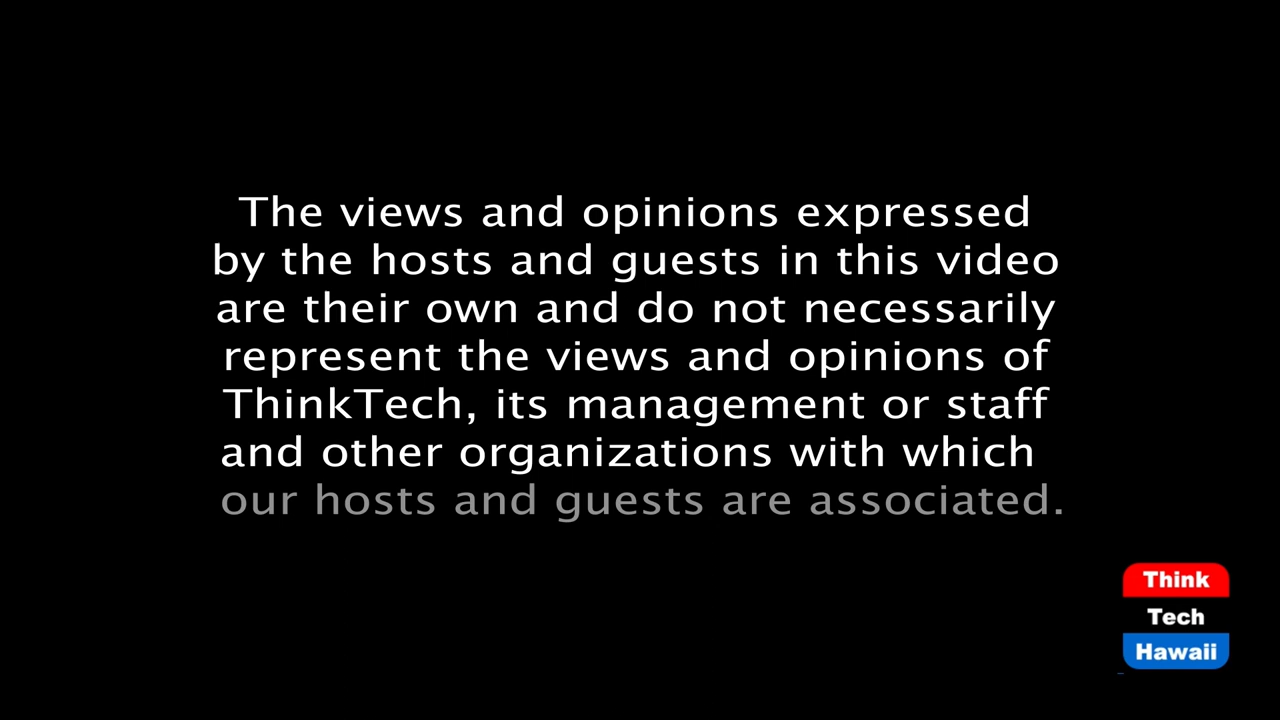 The views and opinions expressed
by the hosts and guests in this video
are their own and do not necessarily
represent the views and opinions of
ThinkTech, its management or staff
and other organizations with which
our hosts and guests are associated.
Think
Tech
Hawaii